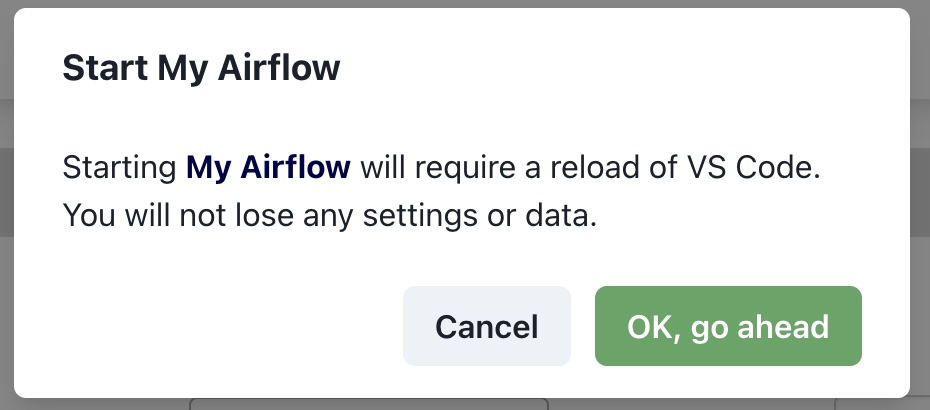 Start My Airflow
Starting My Airflow will require a reload of VS Code.
You will not lose any settings or data.
Cancel
OK, go ahead